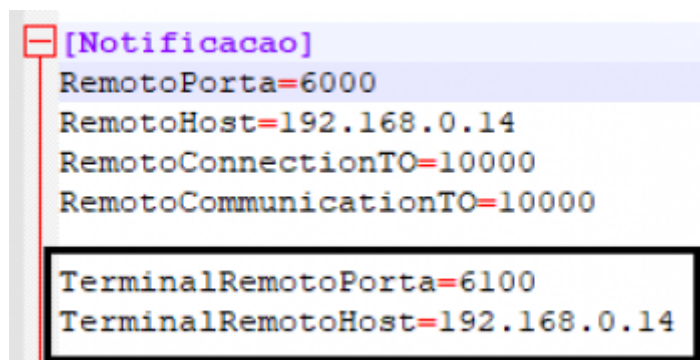 [Notificacao]
RemotoPorta=6000
RemotoHost=192.168.0.14
RemotoConnectionTO=10000
RemotoCommunicationTO=10000
TerminalRemotoPorta=6100
TerminalRemotoHost=192.168.0.14